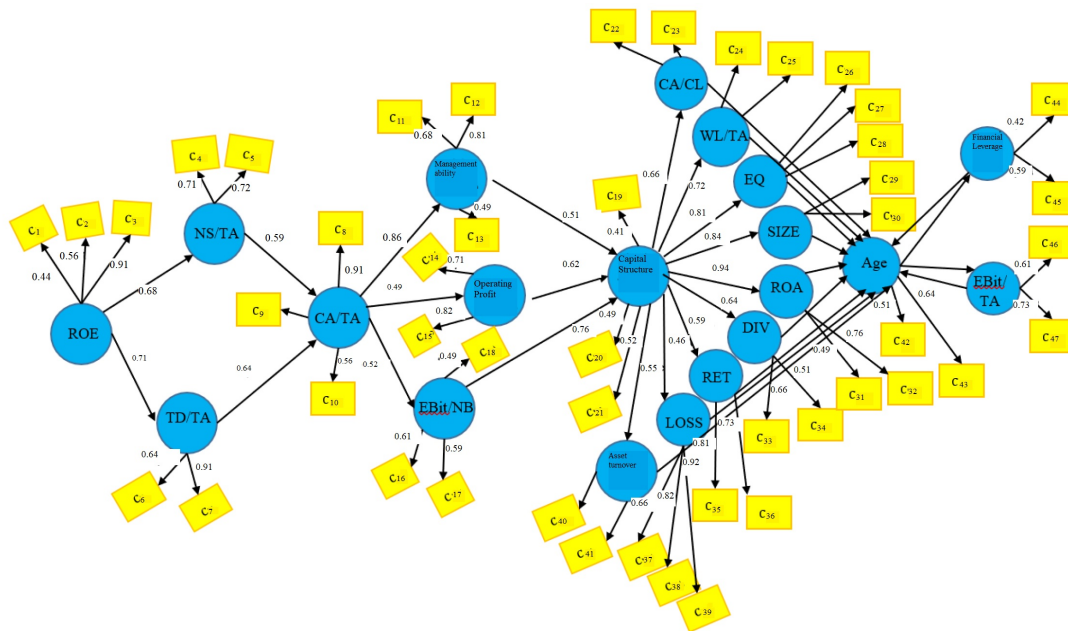 C22
C23
C24
C25
C26
C27
C28
C29
C30
C44
C45
C46
C47
C12
C11
0.68
0.81
CA/CL
WL/TA
EQ
SIZE
ROA
DIV
RET
LOSS
Asset
turnover
Financial
Leverage
0.42
0.59
C4
C5
0.71
0.72
Management
ability
0.49
C13
C19
0.41
0.66
0.72
0.81
0.84
0.94
0.64
0.59
0.46
0.55
C1
C2
C3
0.44
0.56
0.91
NS/TA
0.59
C8
0.91
0.86
C14
0.71
0.51
0.62
Capital
Structure
Age
EBit/
TA
0.61
0.73
0.64
0.51
0.68
ROE
0.71
C9
CA/TA
0.49
Operating
Profit
0.82
C15
0.49
C18
0.76
0.49
0.52
C20
C21
C42
C43
0.76
0.49
0.51
0.66
C31
C32
C33
C34
0.56
0.52
C10
0.64
TD/TA
0.64
0.91
C6
C7
EBit/NB
0.61
0.59
C16
C17
0.73
0.81
0.92
0.82
0.66
C35
C36
C40
C41
C37
C38
C39